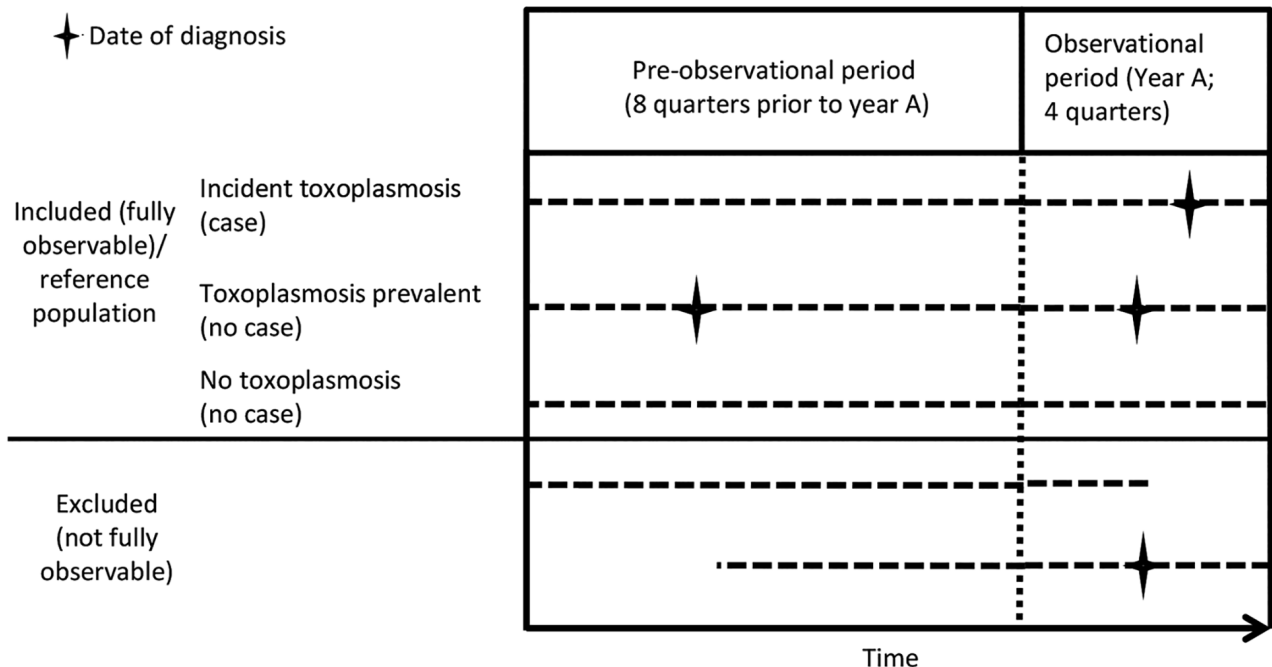 Date of diagnosis
Pre-observational period
(8 quarters prior to year A)
Observational
period (Year A;
4 quarters)
Included (fully
observable)/
reference
population
Incident toxoplasmosis
(case)
Toxoplasmosis prevalent
(no case)
No toxoplasmosis
(no case)
Excluded
(not fully
observable)
Time